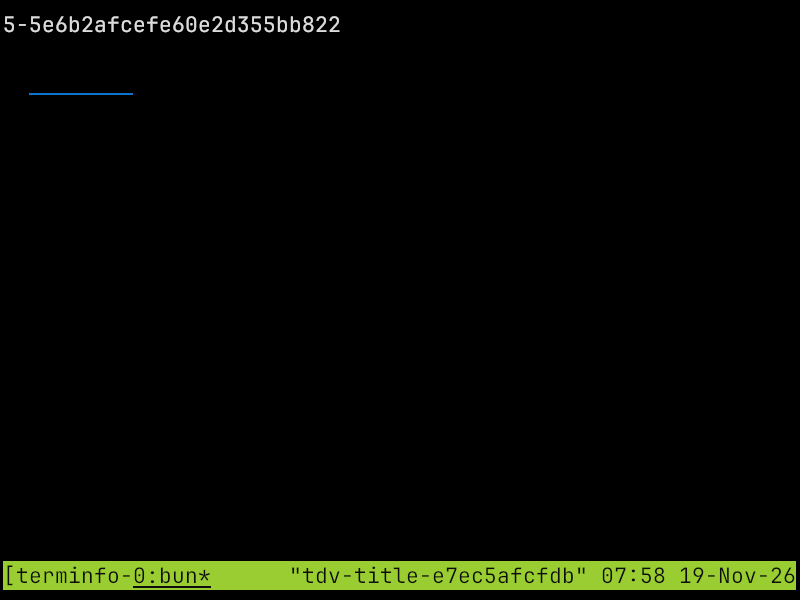 5-5e6b2afcefe60e2d355bb822
[terminfo-0:bun*      "tdv-title-e7ec5afcfdb" 07:58 19-Nov-26